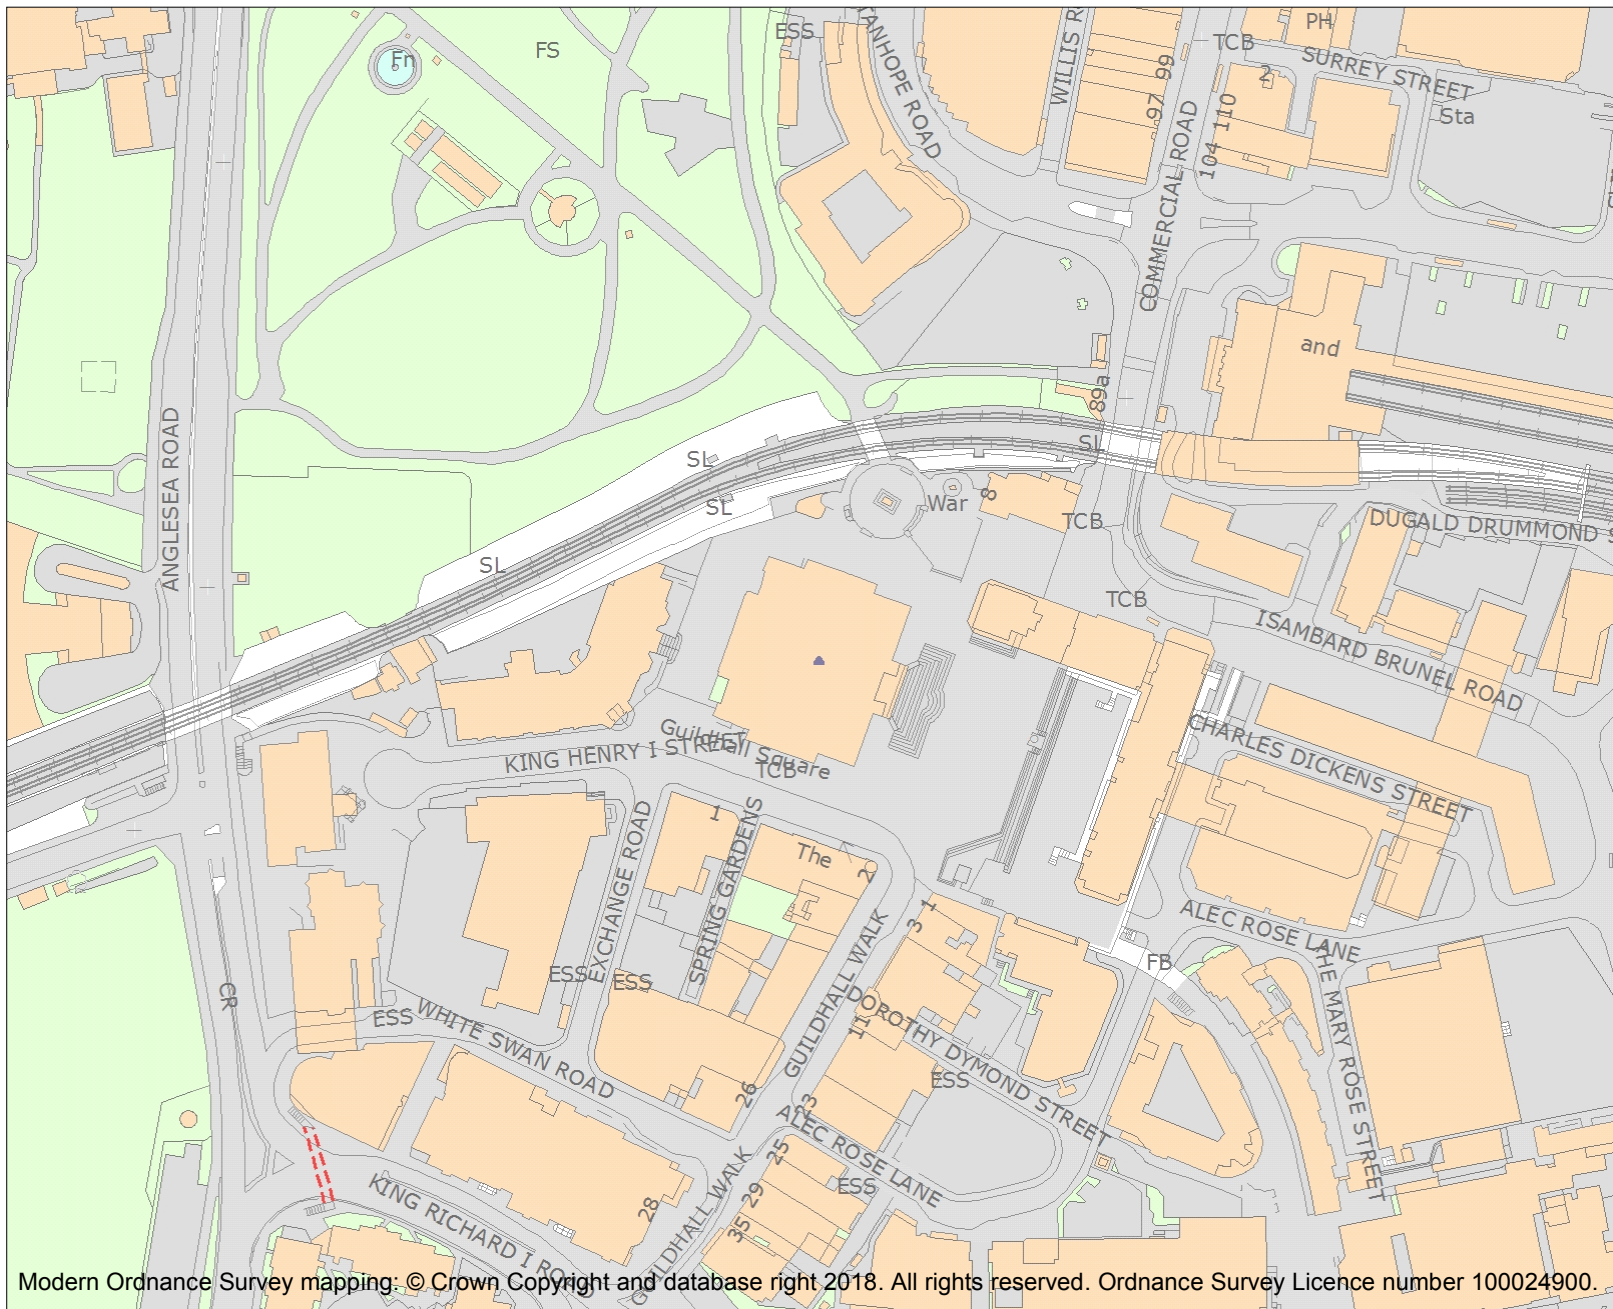 Fn
FS
ESS
STANHOPE ROAD
WILLIS R
97 99
COMMERCIAL ROAD
104 110
TCB
2
PH
SURREY STREET
Sta
and
89a
ANGLESEA ROAD
SL
SL
SL
SL
War
8
TCB
TCB
DUGALD DRUMMOND S
ISAMBARD BRUNEL ROAD
CHARLES DICKENS STREET
Guildhall Square
KING HENRY I STREET
TCB
1
The
2
EXCHANGE ROAD
SPRING GARDENS
GUILDHALL WALK
3 1
ALEC ROSE LANE
FB
THE MARY ROSE STREET
CR
ESS
ESS
ESS
WHITE SWAN ROAD
11
DOROTHY DYMOND STREET
ESS
26
23
ALEC ROSE LANE
25
ESS
29
35
28
GUILDHALL WALK
KING RICHARD I ROAD
Modern Ordnance Survey mapping: © Crown Copyright and database right 2018. All rights reserved. Ordnance Survey Licence number 100024900.